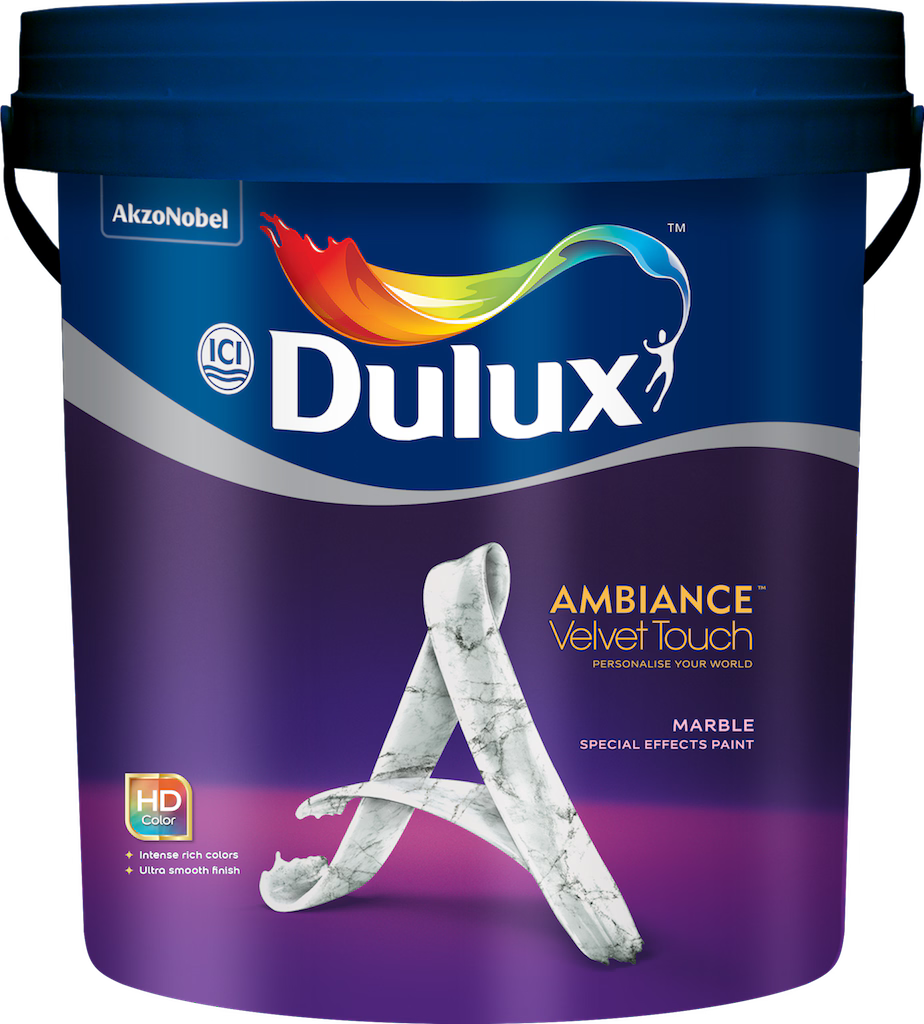 AkzoNobel
TM
ICI
Dulux
AMBIANCE™
Velvet Touch
PERSONALISE YOUR WORLD
MARBLE
SPECIAL EFFECTS PAINT
HD
Color
Intense rich colors
Ultra smooth finish